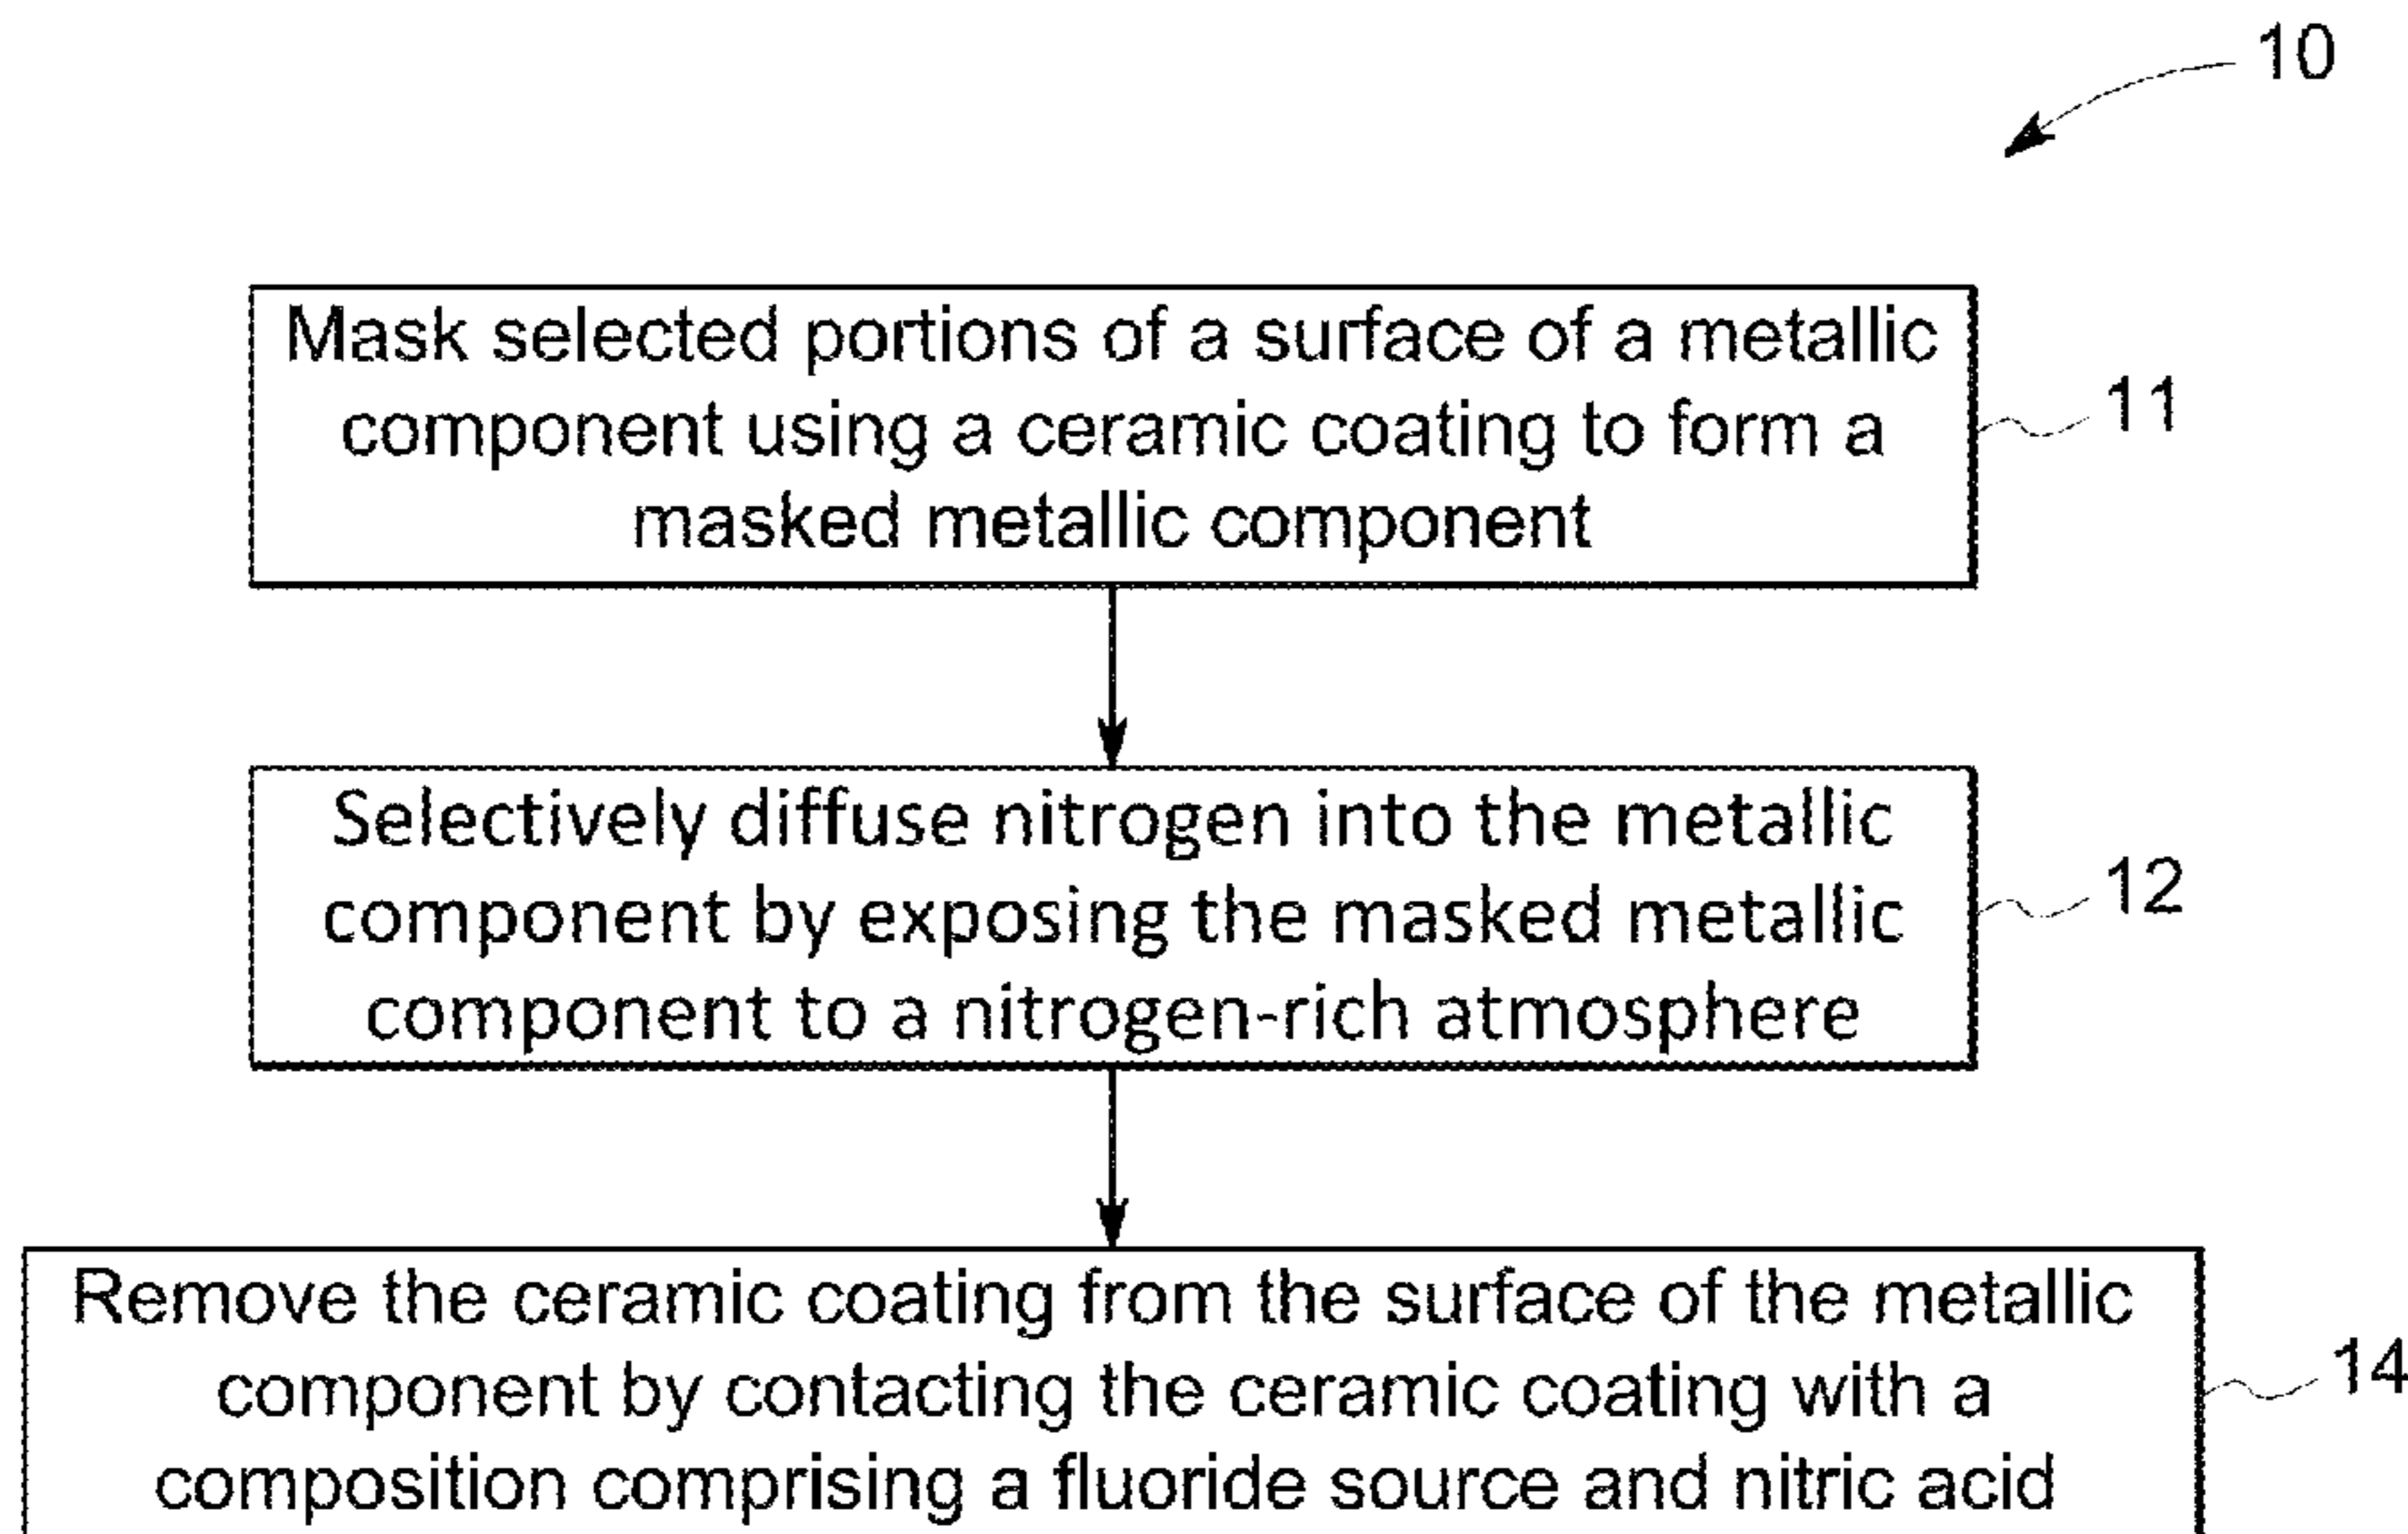 10
Mask selected portions of a surface of a metallic
component using a ceramic coating to form a
masked metallic component
11
Selectively diffuse nitrogen into the metallic
component by exposing the masked metallic
component to a nitrogen-rich atmosphere
12
Remove the ceramic coating from the surface of the metallic
component by contacting the ceramic coating with a
composition comprising a fluoride source and nitric acid
14